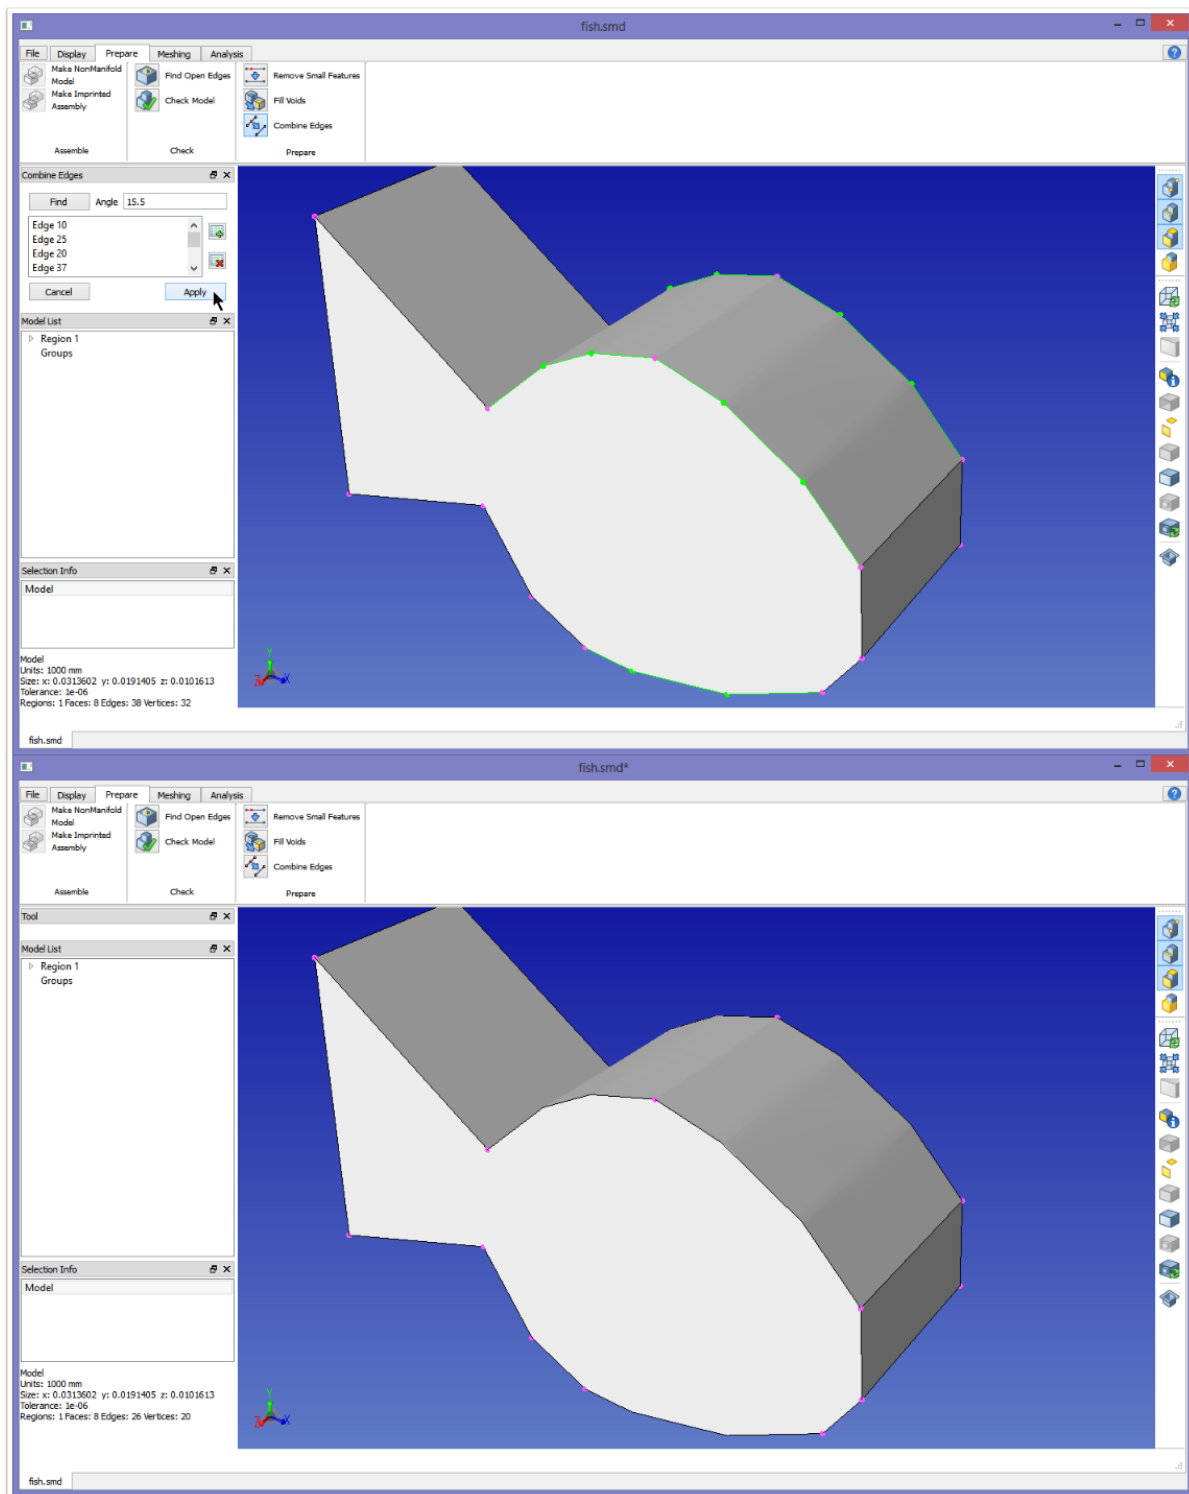 fish.smd
File Display Prepare Meshing Analysis
Make NonManifold
Model
Make Imprinted
Assembly
Assemble
Find Open Edges
Check Model
Check
Remove Small Features
Fill Voids
Combine Edges
Prepare
Combine Edges
Find Angle 15.5
Edge 10
Edge 25
Edge 20
Edge 37
Cancel Apply
Model List
Region 1
Groups
Selection Info
Model
Model
Units: 1000 mm
Size: x: 0.0313602 y: 0.0191405 z: 0.0101613
Tolerance: 1e-06
Regions: 1 Faces: 8 Edges: 38 Vertices: 32
Y
Z X
fish.smd
fish.smd*
File Display Prepare Meshing Analysis
Make NonManifold
Model
Make Imprinted
Assembly
Assemble
Find Open Edges
Check Model
Check
Remove Small Features
Fill Voids
Combine Edges
Prepare
Tool
Model List
Region 1
Groups
Selection Info
Model
Model
Units: 1000 mm
Size: x: 0.0313602 y: 0.0191405 z: 0.0101613
Tolerance: 1e-06
Regions: 1 Faces: 8 Edges: 26 Vertices: 20
Y
Z X
fish.smd